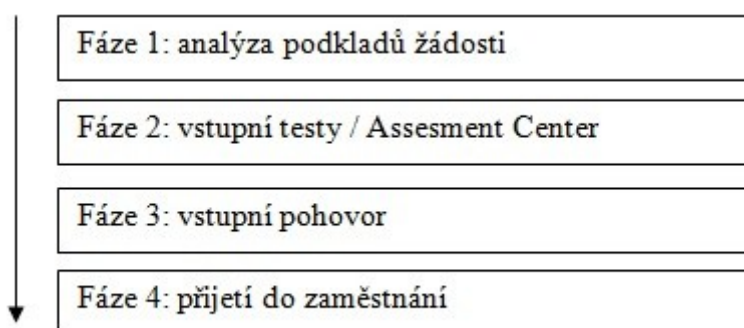 Fáze 1: analýza podkladů žádosti
Fáze 2: vstupní testy / Assesment Center
Fáze 3: vstupní pohovor
Fáze 4: přijetí do zaměstnání